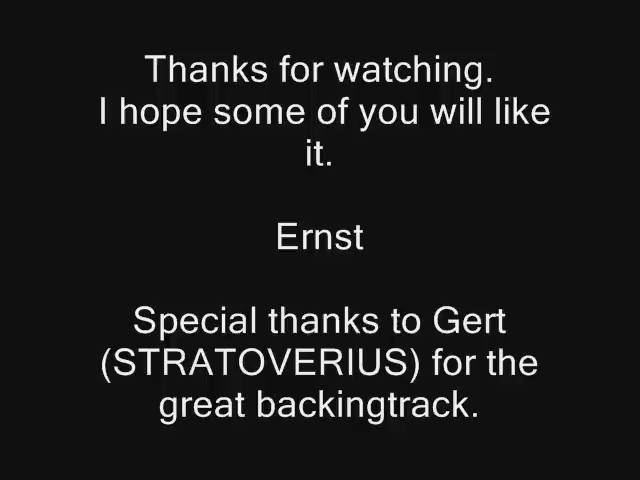 Thanks for watching.
I hope some of you will like
it.
Ernst
Special thanks to Gert
(STRATOVERIUS) for the
great backingtrack.